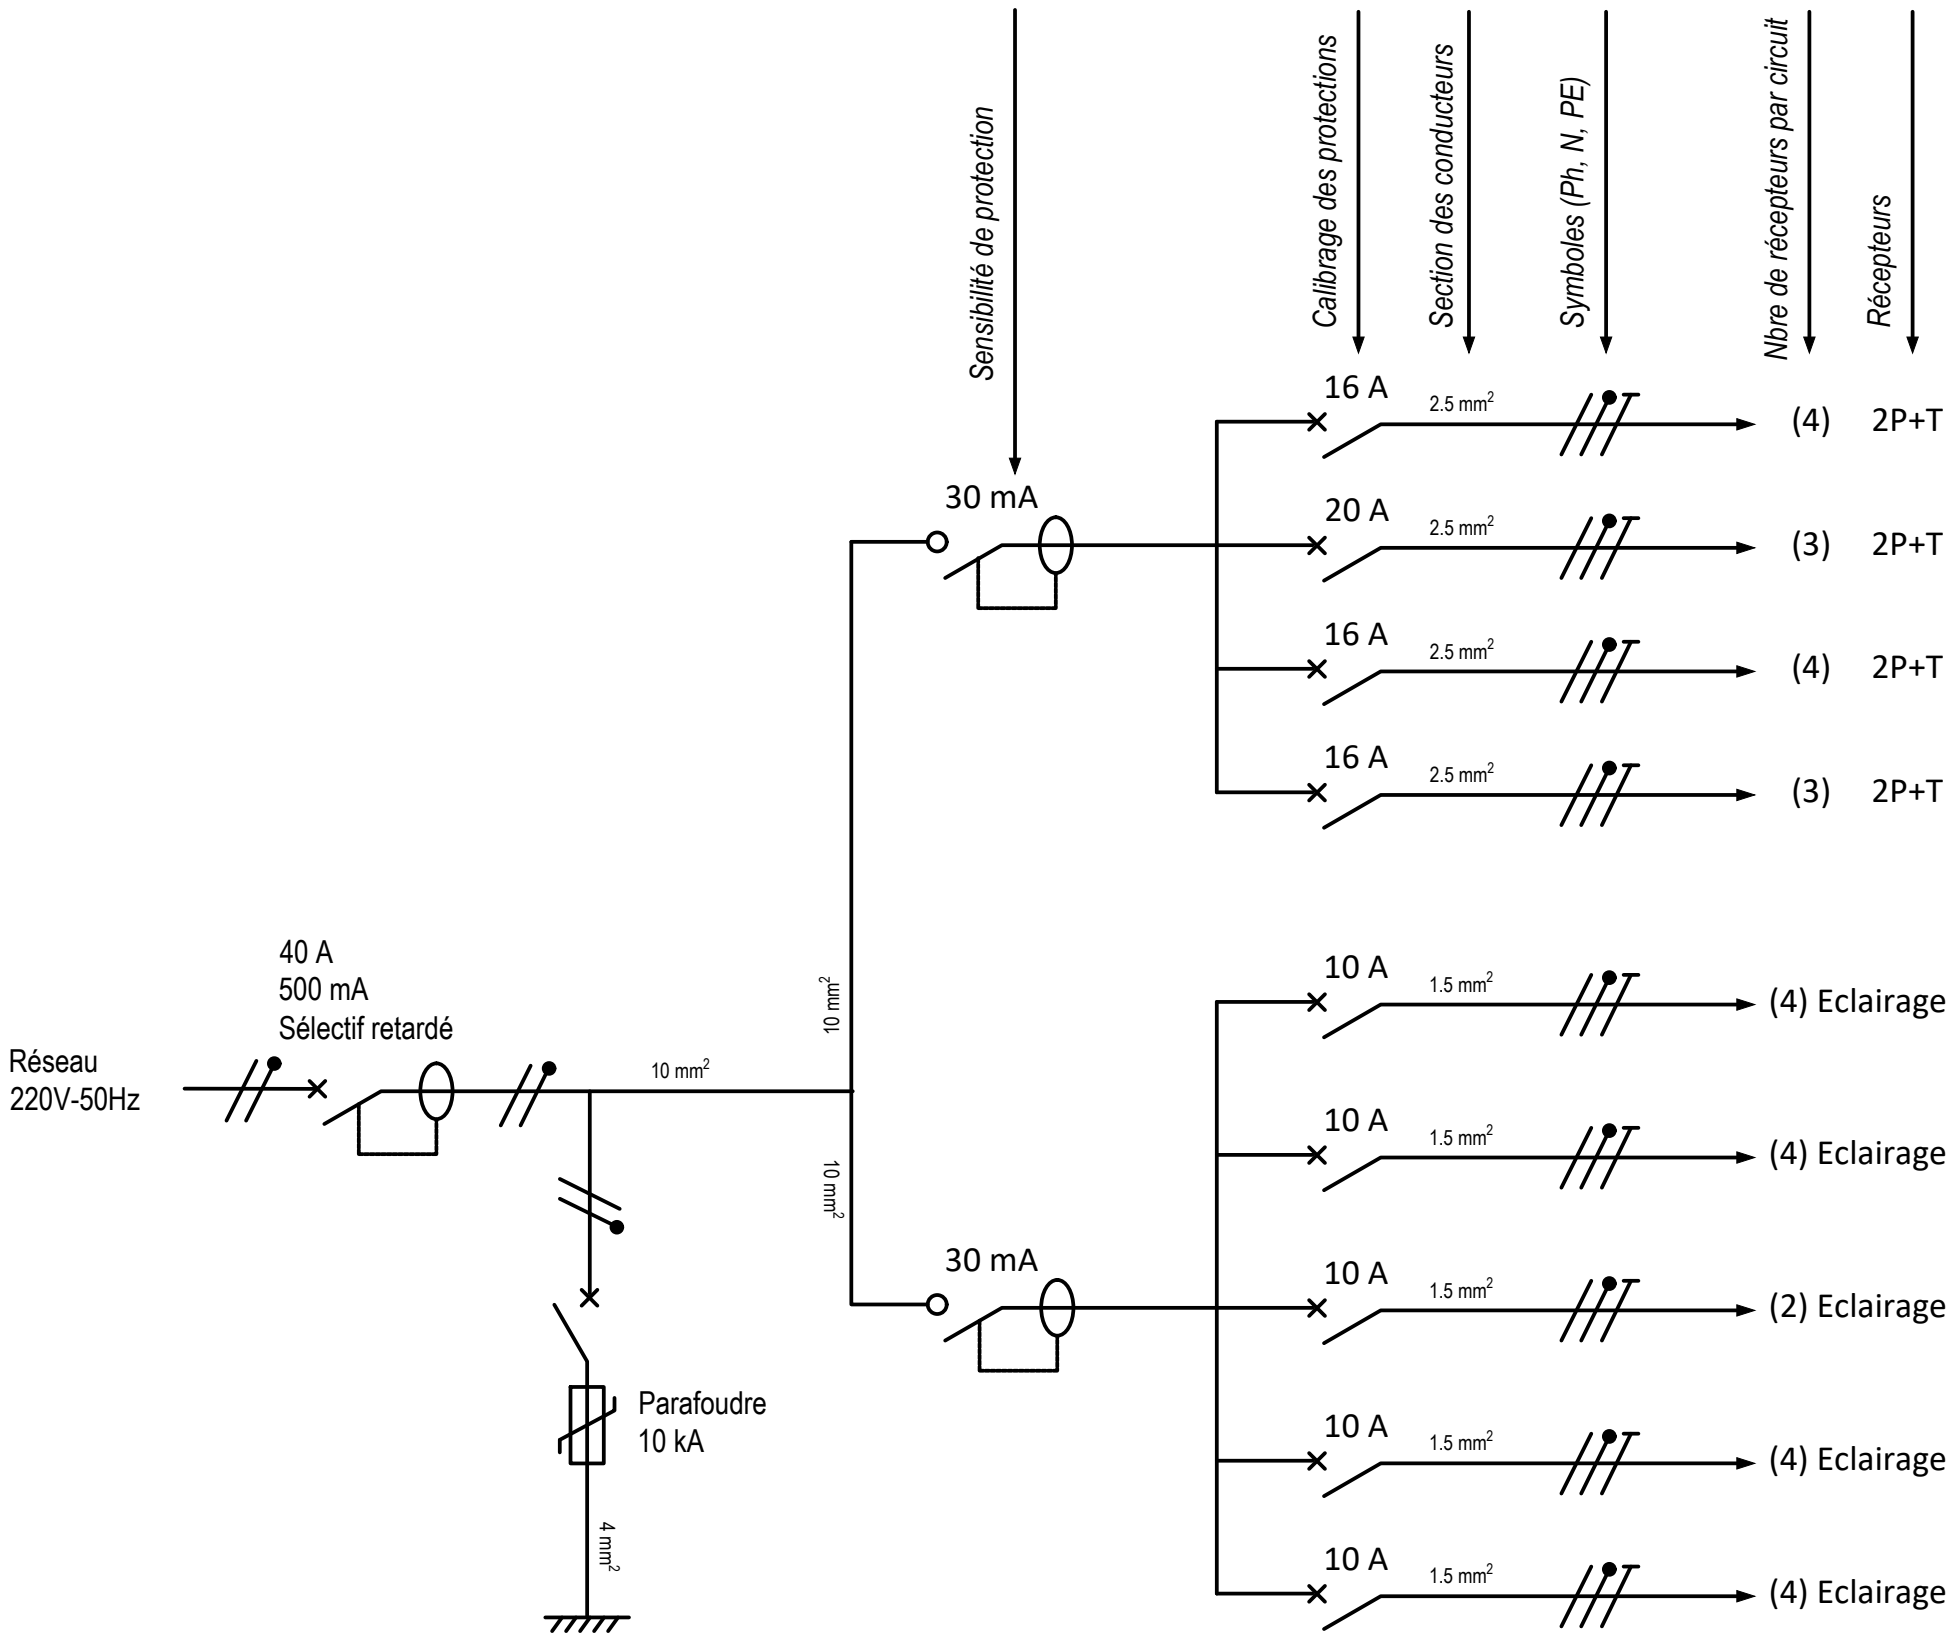 Sensibilité de protection
Calibrage des protections
Section des conducteurs
Symboles (Ph, N, PE)
Nbre de récepteurs par circuit
Récepteurs
16 A
2.5 mm²
(4) 2P+T
30 mA
20 A
2.5 mm²
(3) 2P+T
16 A
2.5 mm²
(4) 2P+T
16 A
2.5 mm²
(3) 2P+T
40 A
500 mA
Sélectif retardé
Réseau
220V-50Hz
10 mm²
10 mm²
10 mm²
10 A
1.5 mm²
(4) Eclairage
10 A
1.5 mm²
(4) Eclairage
30 mA
10 A
1.5 mm²
(2) Eclairage
Parafoudre
10 kA
4 mm²
10 A
1.5 mm²
(4) Eclairage
10 A
1.5 mm²
(4) Eclairage